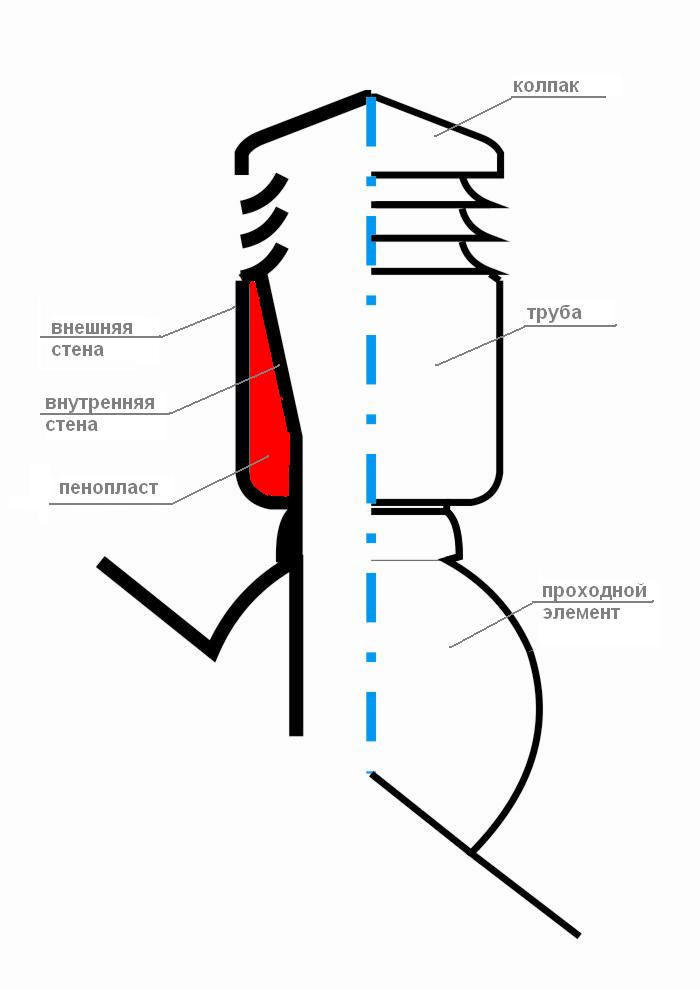 колпак
труба
внешняя
стена
внутренняя
стена
пенопласт
проходной
элемент